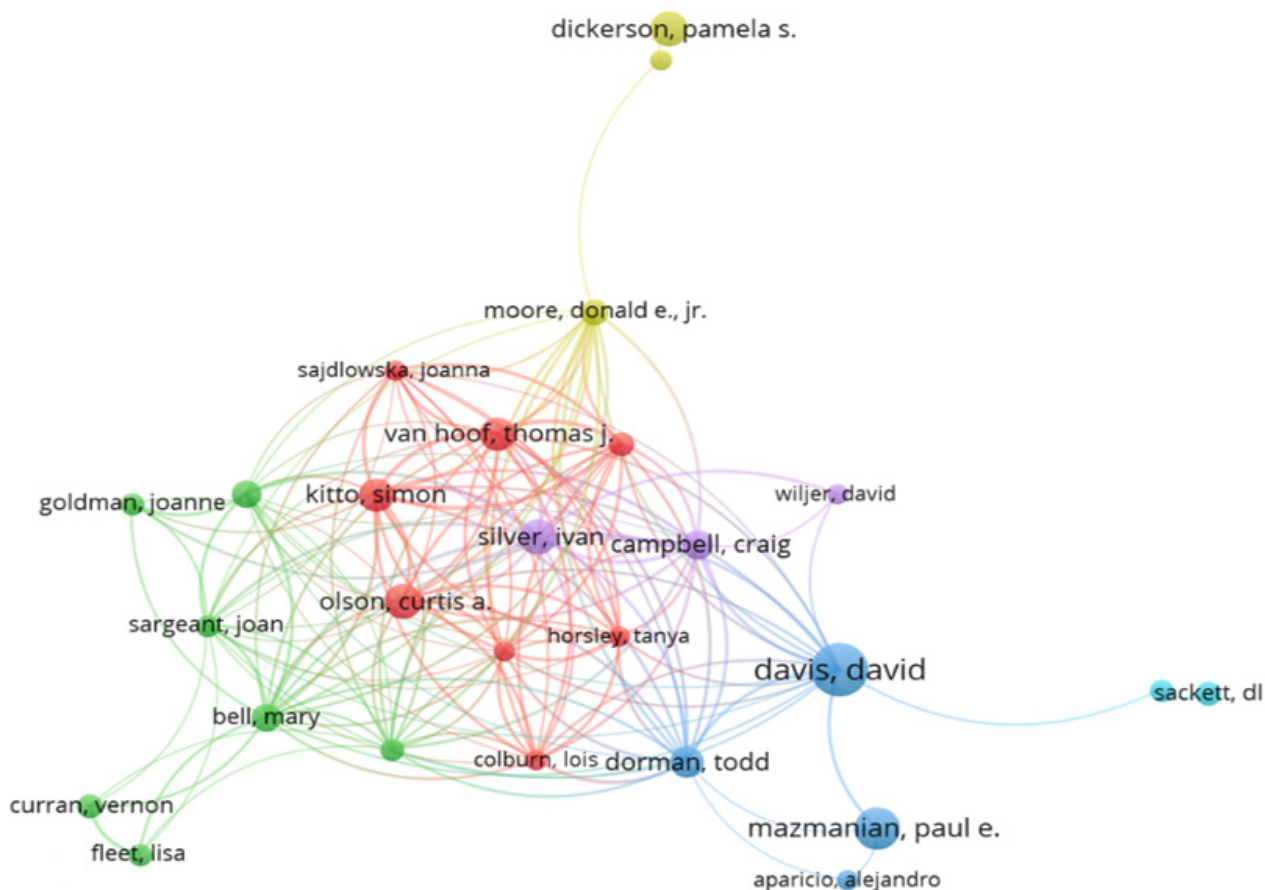 dickerson, pamela s.
moore, donald e., jr.
sajdlowska, joanna
van hoof, thomas j.
goldman, joanne
kitto, simon
wiljer, david
silver, ivan
campbell, craig
olson, curtis a.
sargeant, joan
horsley, tanya
davis, david
sackett, dl
bell, mary
colburn, lois
dorman, todd
curran, vernon
mazmanian, paul e.
fleet, lisa
aparicio, alejandro